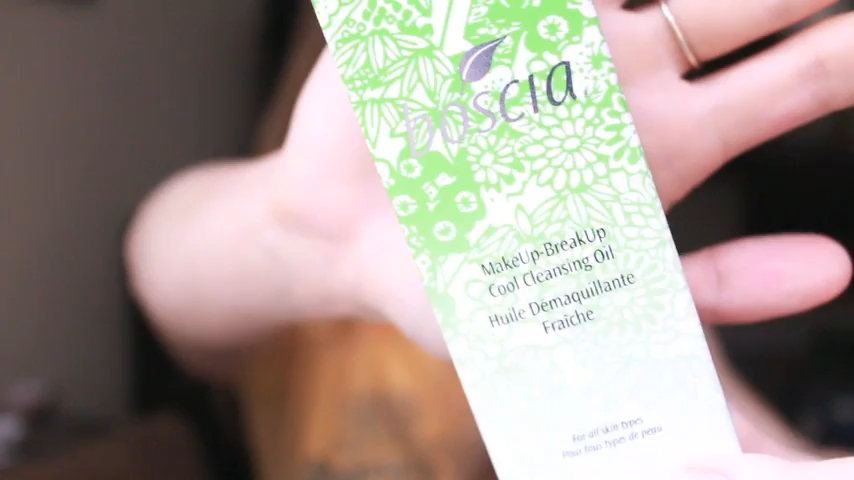 boscia
MakeUp-BreakUp
Cool Cleansing Oil
Huile Démaquillante
Fraîche
For all skin types
Pour tous types de peau